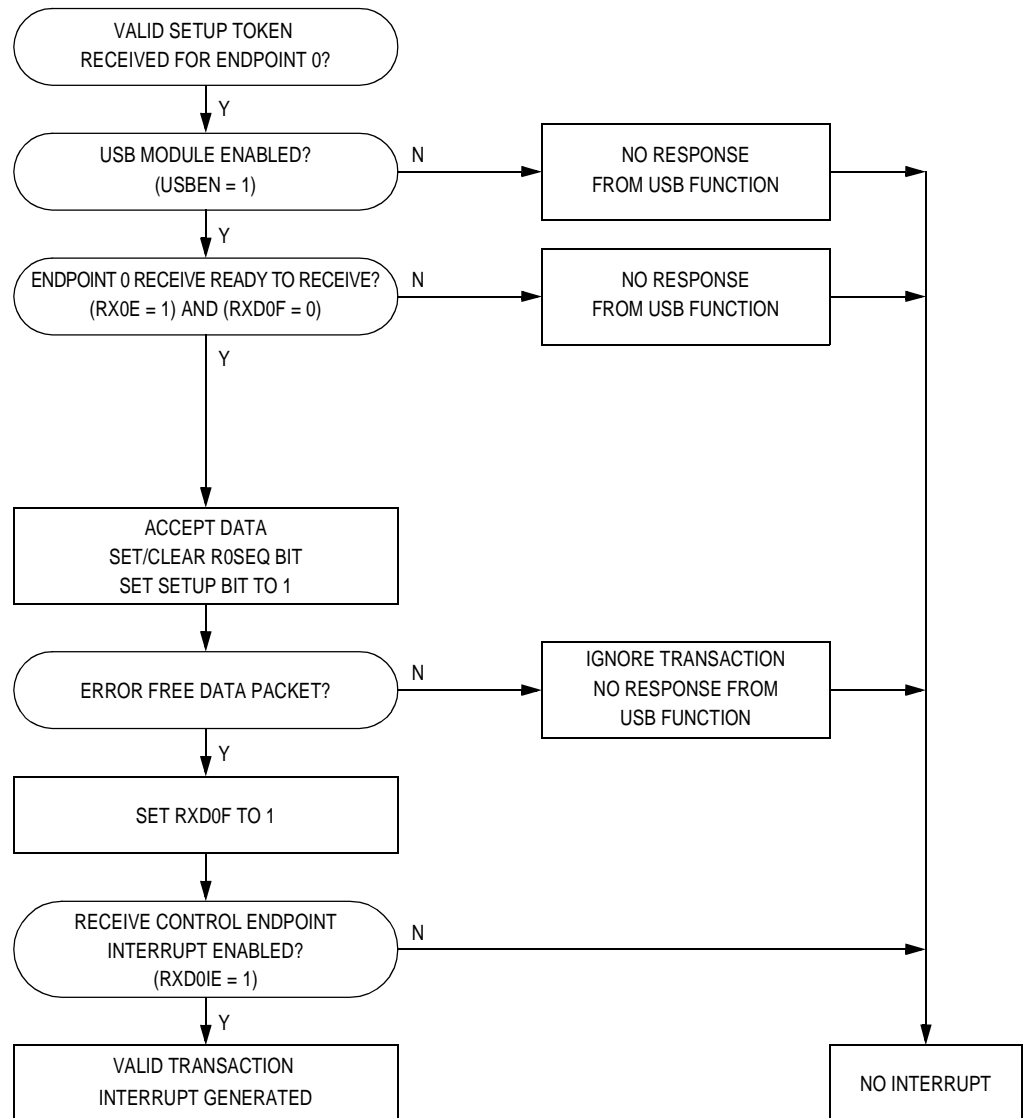 VALID SETUP TOKEN
RECEIVED FOR ENDPOINT 0?
Y
USB MODULE ENABLED?
(USBEN = 1)
N
NO RESPONSE
FROM USB FUNCTION
Y
ENDPOINT 0 RECEIVE READY TO RECEIVE?
(RX0E = 1) AND (RXD0F = 0)
N
NO RESPONSE
FROM USB FUNCTION
Y
ACCEPT DATA
SET/CLEAR R0SEQ BIT
SET SETUP BIT TO 1
ERROR FREE DATA PACKET?
N
IGNORE TRANSACTION
NO RESPONSE FROM
USB FUNCTION
Y
SET RXD0F TO 1
RECEIVE CONTROL ENDPOINT
INTERRUPT ENABLED?
(RXD0IE = 1)
N
Y
VALID TRANSACTION
INTERRUPT GENERATED
NO INTERRUPT